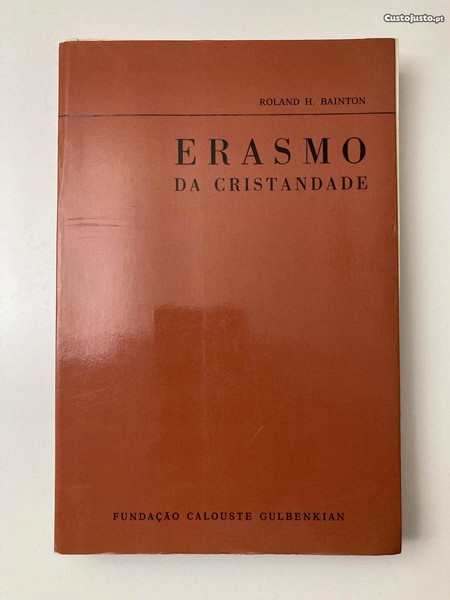 CustoJusto.pt
ROLAND H. BAINTON
ERASMO
DA CRISTANDADE
FUNDAÇÃO CALOUSTE GULBENKIAN